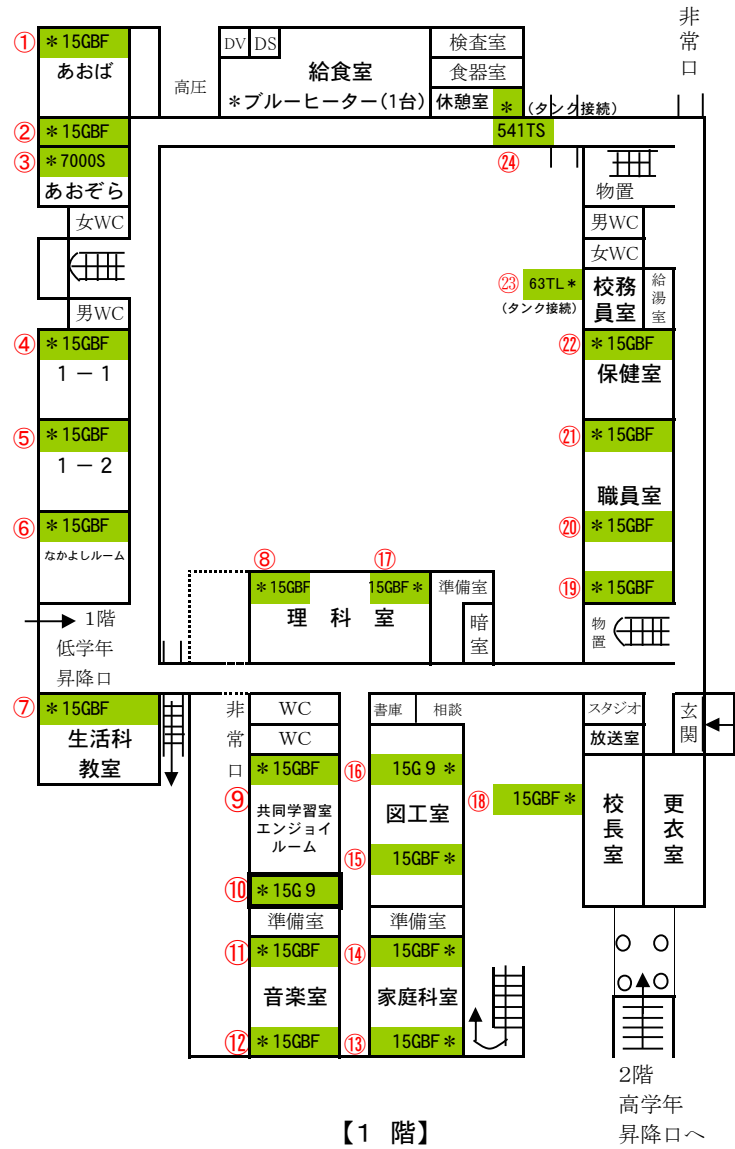 非常口
① ＊15GBF
あおば
高圧
DV DS
給食室
＊ブルーヒーター(1台)
検査室
食器室
休憩室
＊ (タンク接続)
541TS
㉔
② ＊15GBF
③ ＊7000S
あおぞら
女WC
男WC
④ ＊15GBF
１－１
⑤ ＊15GBF
１－２
⑥ ＊15GBF
なかよしルーム
1階
低学年
昇降口
⑦ ＊15GBF
生活科
教室
物置
男WC
女WC
㉓ 63TL＊
(タンク接続)
校務員室
給湯室
㉒ ＊15GBF
保健室
㉑ ＊15GBF
職員室
⑳ ＊15GBF
⑲ ＊15GBF
物置
⑧ ⑰
＊15GBF 15GBF＊
理 科 室
準備室
暗室
非常口
WC
WC
＊15GBF
⑨
共同学習室
エンジョイ
ルーム
⑩ ＊15G9
準備室
⑪ ＊15GBF
音楽室
⑫ ＊15GBF
書庫 相談
⑯ 15G9 ＊
図工室
⑮ 15GBF＊
準備室
⑭ 15GBF＊
家庭科室
⑬ 15GBF＊
⑱ 15GBF＊
スタジオ
放送室
玄関
校長室
更衣室
2階
高学年
昇降口へ
【1 階】